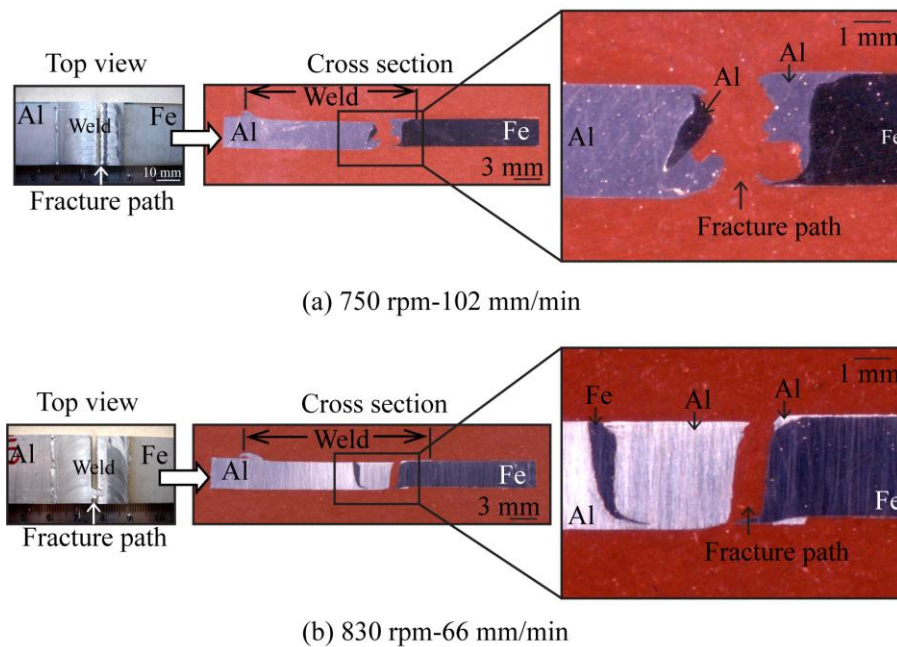 1 mm
Top view
Cross section
Al
Al
Al
Weld
Fe
Weld
Al
Fe
Al
Fe
10 mm
3 mm
Fracture path
Fracture path
(a) 750 rpm-102 mm/min
1 mm
Top view
Cross section
Fe
Al
Al
Al
Weld
Fe
Weld
Al
Fe
Al
Fe
3 mm
Fracture path
Fracture path
(b) 830 rpm-66 mm/min